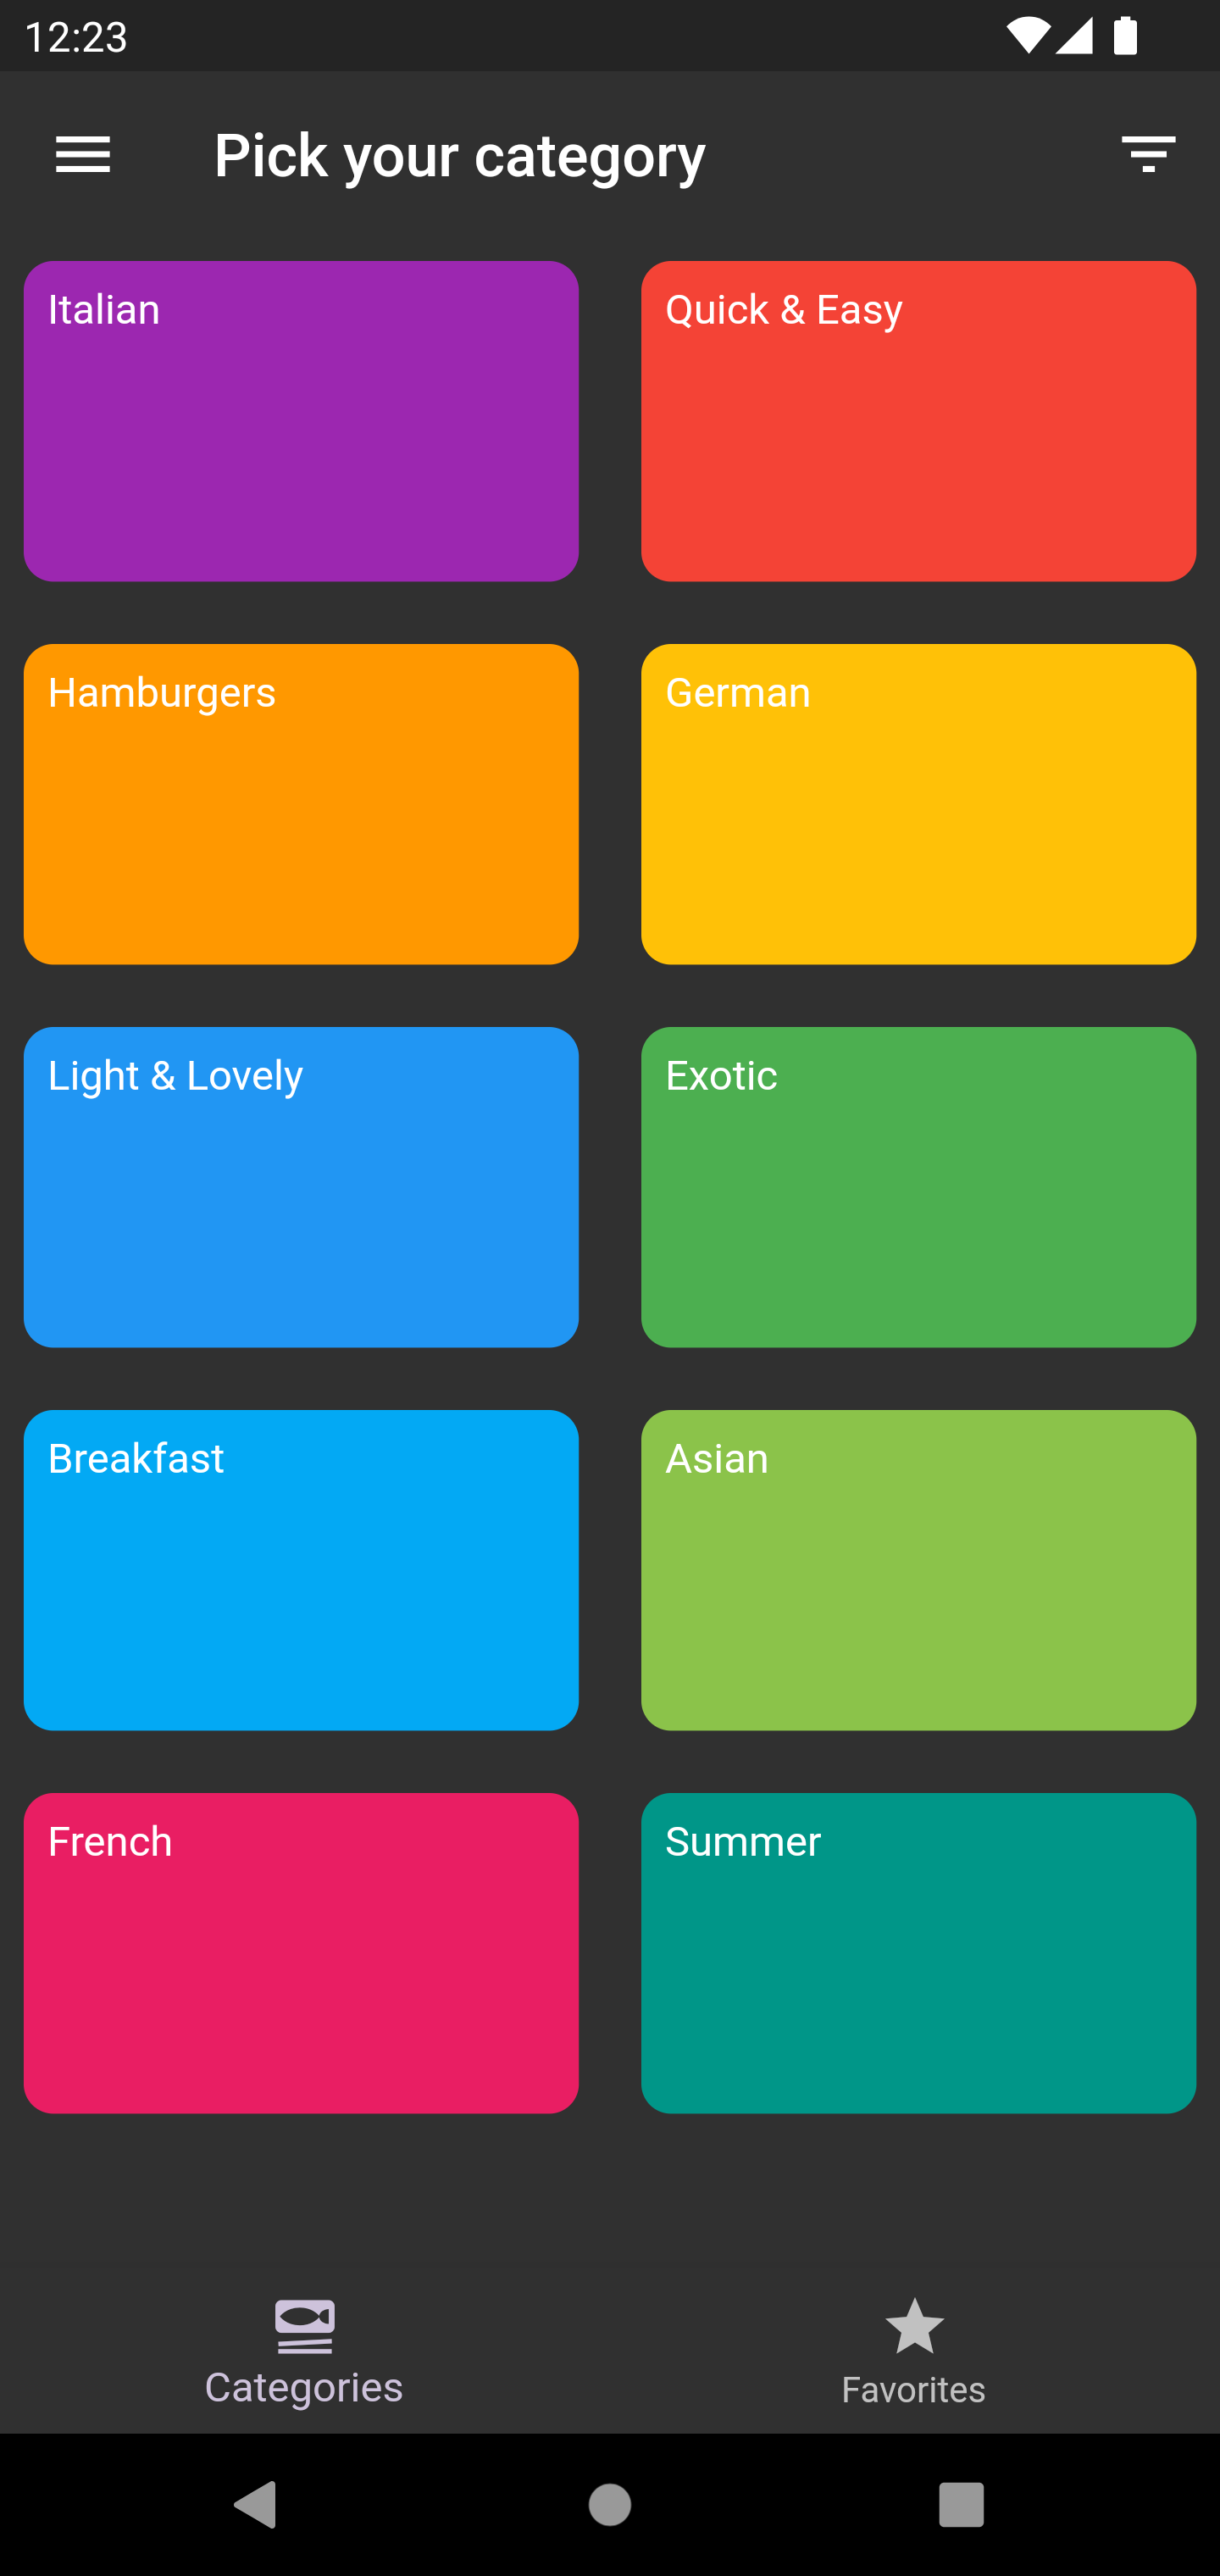 12:23
Pick your category
Italian
Quick & Easy
Hamburgers
German
Light & Lovely
Exotic
Breakfast
Asian
French
Summer
Categories
Favorites